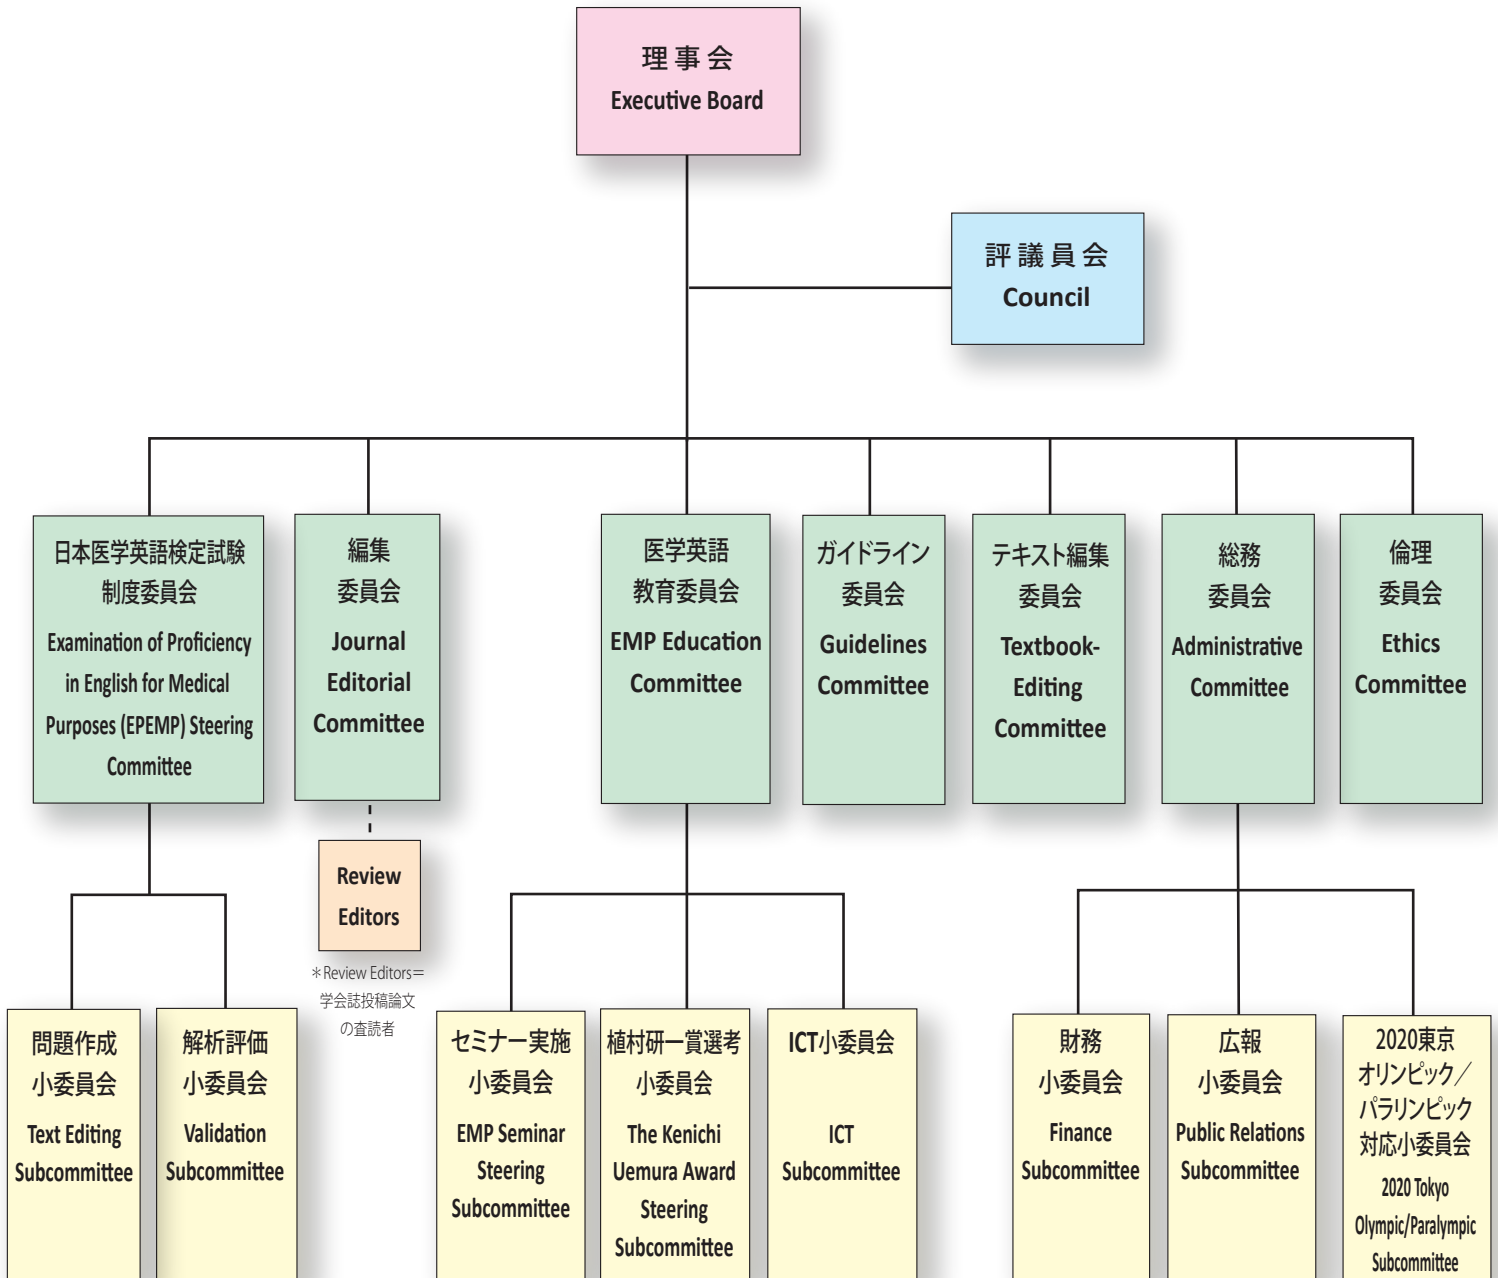 理事会
Executive Board
評議員会
Council
日本医学英語検定試験
制度委員会
Examination of Proficiency
in English for Medical
Purposes (EPEMP) Steering
Committee
編集
委員会
Journal
Editorial
Committee
医学英語
教育委員会
EMP Education
Committee
ガイドライン
委員会
Guidelines
Committee
テキスト編集
委員会
Textbook-
Editing
Committee
総務
委員会
Administrative
Committee
倫理
委員会
Ethics
Committee
Review
Editors
＊Review Editors＝
学会誌投稿論文
の査読者
問題作成
小委員会
Text Editing
Subcommittee
解析評価
小委員会
Validation
Subcommittee
セミナー実施
小委員会
EMP Seminar
Steering
Subcommittee
植村研一賞選考
小委員会
The Kenichi
Uemura Award
Steering
Subcommittee
ICT小委員会
ICT
Subcommittee
財務
小委員会
Finance
Subcommittee
広報
小委員会
Public Relations
Subcommittee
2020東京
オリンピック／
パラリンピック
対応小委員会
2020 Tokyo
Olympic/Paralympic
Subcommittee